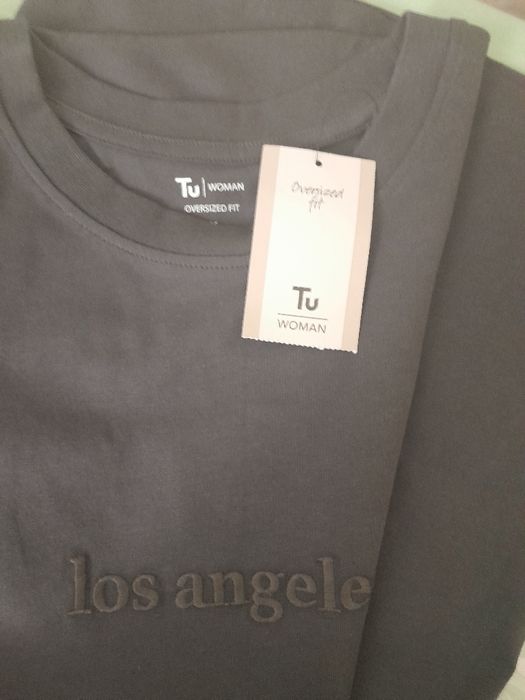 Tu | WOMAN
OVERSIZED FIT
Oversized
fit
Tu
WOMAN
los angele